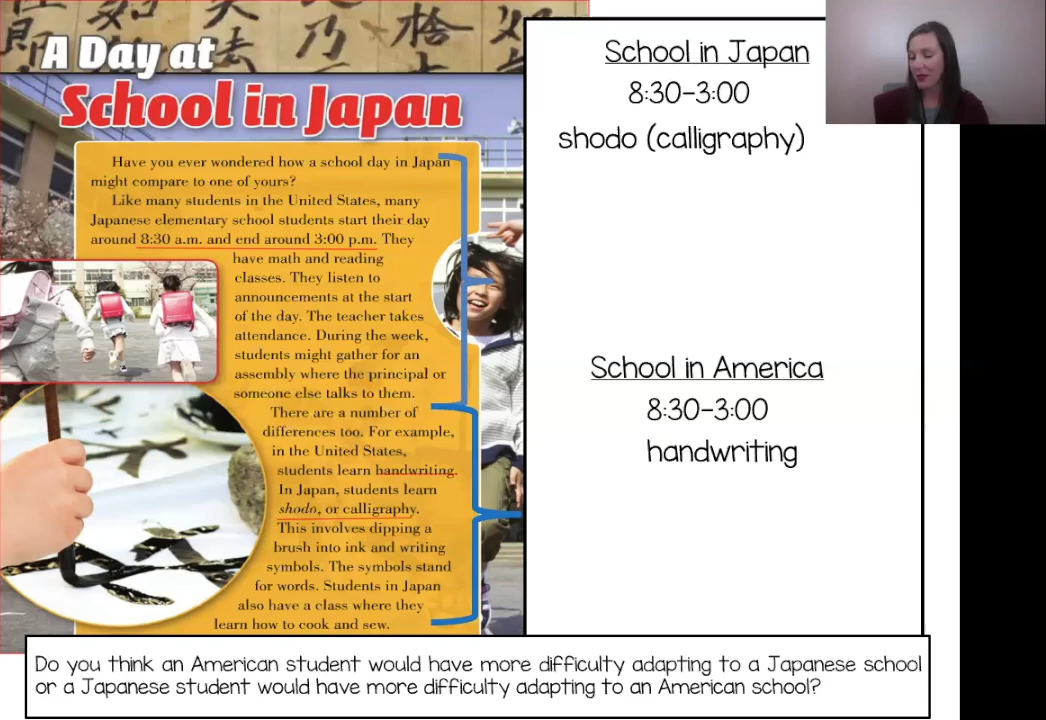 A Day at
School in Japan
Have you ever wondered how a school day in Japan
might compare to one of yours?
Like many students in the United States, many
Japanese elementary school students start their day
around 8:30 a.m. and end around 3:00 p.m. They
have math and reading
classes. They listen to
announcements at the start
of the day. The teacher takes
attendance. During the week,
students might gather for an
assembly where the principal or
someone else talks to them.
There are a number of
differences too. For example,
in the United States,
students learn handwriting.
In Japan, students learn
shodo, or calligraphy.
This involves dipping a
brush into ink and writing
symbols. The symbols stand
for words. Students in Japan
also have a class where they
learn how to cook and sew.
School in Japan
8:30-3:00
shodo (calligraphy)
School in America
8:30-3:00
handwriting
Do you think an American student would have more difficulty adapting to a Japanese school
or a Japanese student would have more difficulty adapting to an American school?